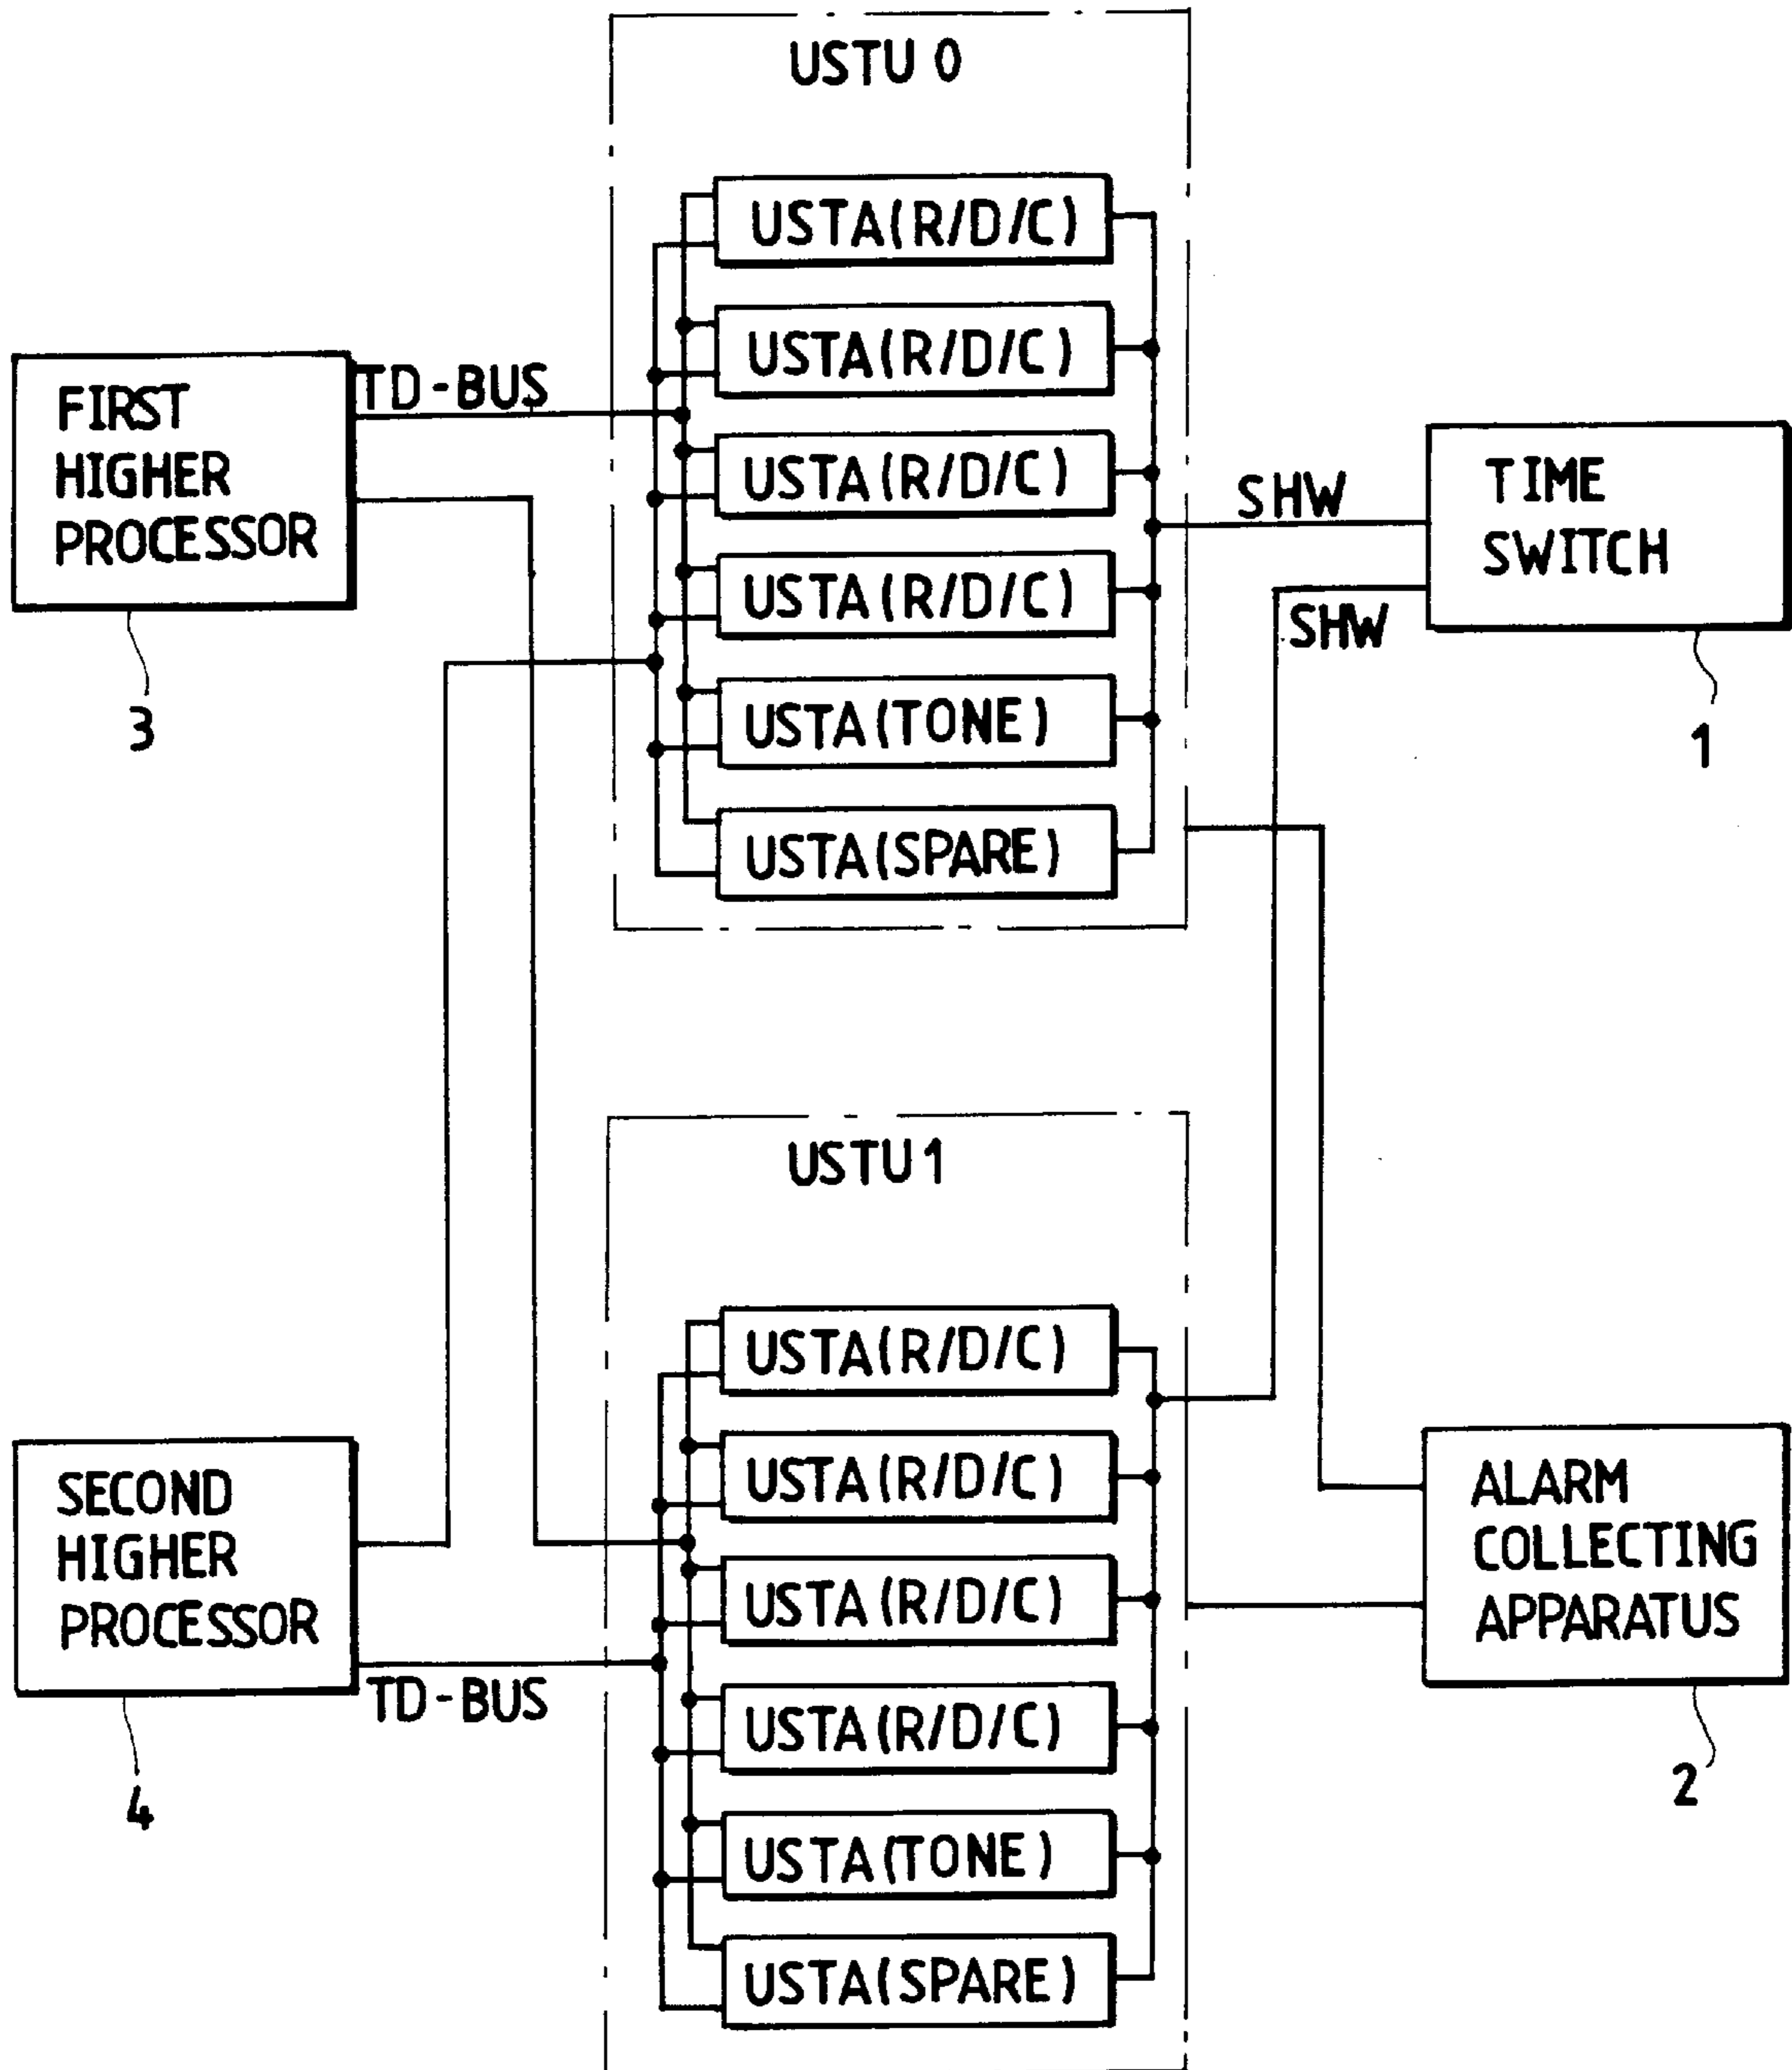 USTU 0
USTA(R/D/C)
USTA(R/D/C)
USTA(R/D/C)
USTA(R/D/C)
USTA(TONE)
USTA(SPARE)
FIRST
HIGHER
PROCESSOR
TD-BUS
3
SHW
SHW
TIME
SWITCH
1
USTU 1
USTA(R/D/C)
USTA(R/D/C)
USTA(R/D/C)
USTA(R/D/C)
USTA(TONE)
USTA(SPARE)
SECOND
HIGHER
PROCESSOR
TD-BUS
4
ALARM
COLLECTING
APPARATUS
2